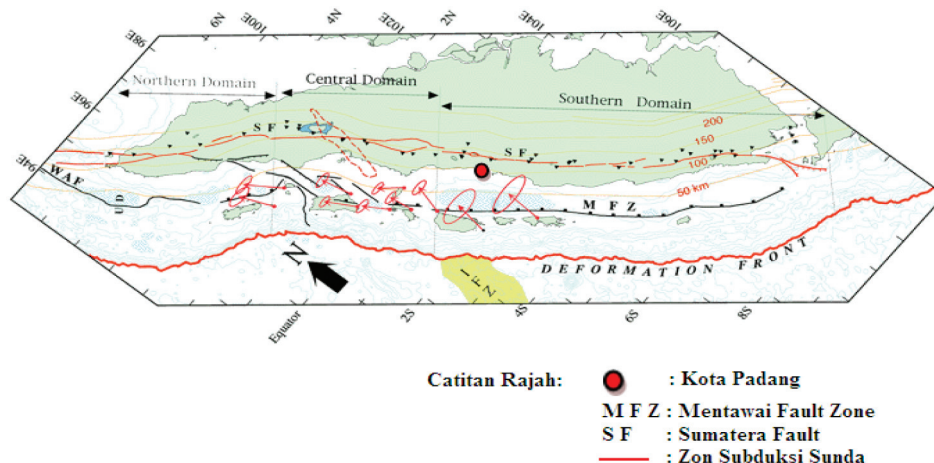 98E
96E
94E
6N
100E
4N
102E
2N
104E
106E
Northern Domain
Central Domain
Southern Domain
S F
S F
200
150
100
50 km
WAF
U D
M F Z
N
I F Z
DEFORMATION FRONT
Equator
2S
4S
6S
8S
Catitan Rajah:
: Kota Padang
M F Z : Mentawai Fault Zone
S F : Sumatera Fault
: Zon Subduksi Sunda